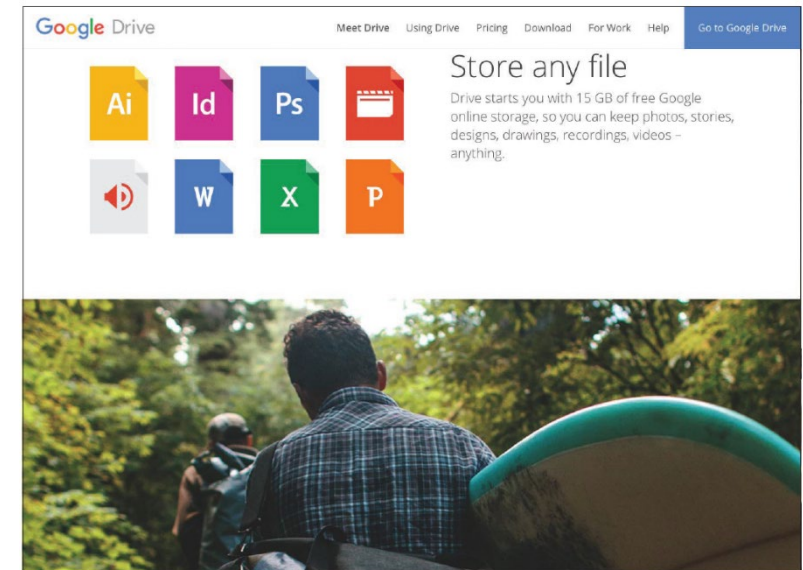 Google Drive
Meet Drive Using Drive Pricing Download For Work Help Go to Google Drive
Ai Id Ps
W X P
Store any file
Drive starts you with 15 GB of free Google
online storage, so you can keep photos, stories,
designs, drawings, recordings, videos –
anything.